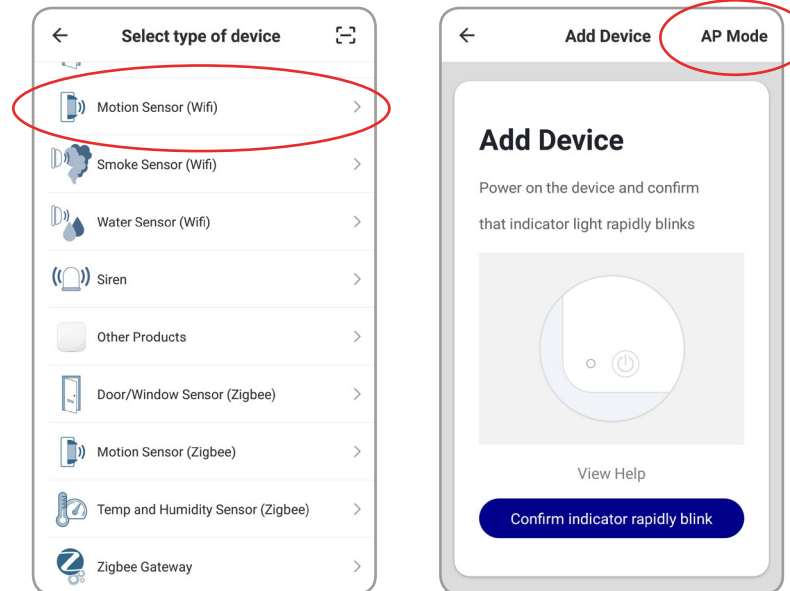 Select type of device
Motion Sensor (Wifi)
Smoke Sensor (Wifi)
Water Sensor (Wifi)
Siren
Other Products
Door/Window Sensor (Zigbee)
Motion Sensor (Zigbee)
Temp and Humidity Sensor (Zigbee)
Zigbee Gateway
Add Device
AP Mode
Add Device
Power on the device and confirm
that indicator light rapidly blinks
View Help
Confirm indicator rapidly blink